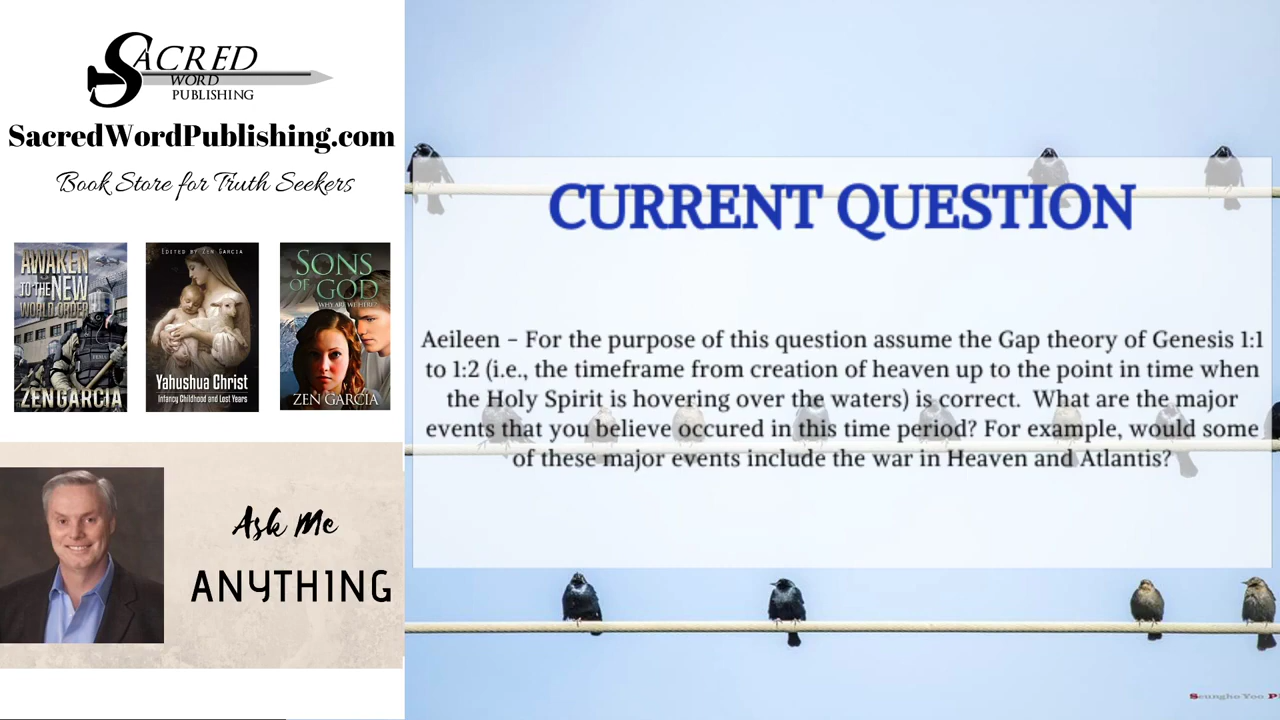 SACRED
WORD
PUBLISHING
SacredWordPublishing.com
Book Store for Truth Seekers
AWAKEN
TO THE NEW
WORLD ORDER
ZEN GARCIA
EDITED BY ZEN GARCIA
Yahushua Christ
Infancy Childhood and Lost Years
SONS
OF GOD
WHY ARE WE HERE?
ZEN GARCIA
Ask Me
ANYTHING
CURRENT QUESTION
Aeileen – For the purpose of this question assume the Gap theory of Genesis 1:1
to 1:2 (i.e., the timeframe from creation of heaven up to the point in time when
the Holy Spirit is hovering over the waters) is correct. What are the major
events that you believe occured in this time period? For example, would some
of these major events include the war in Heaven and Atlantis?
Seungho Yoo P